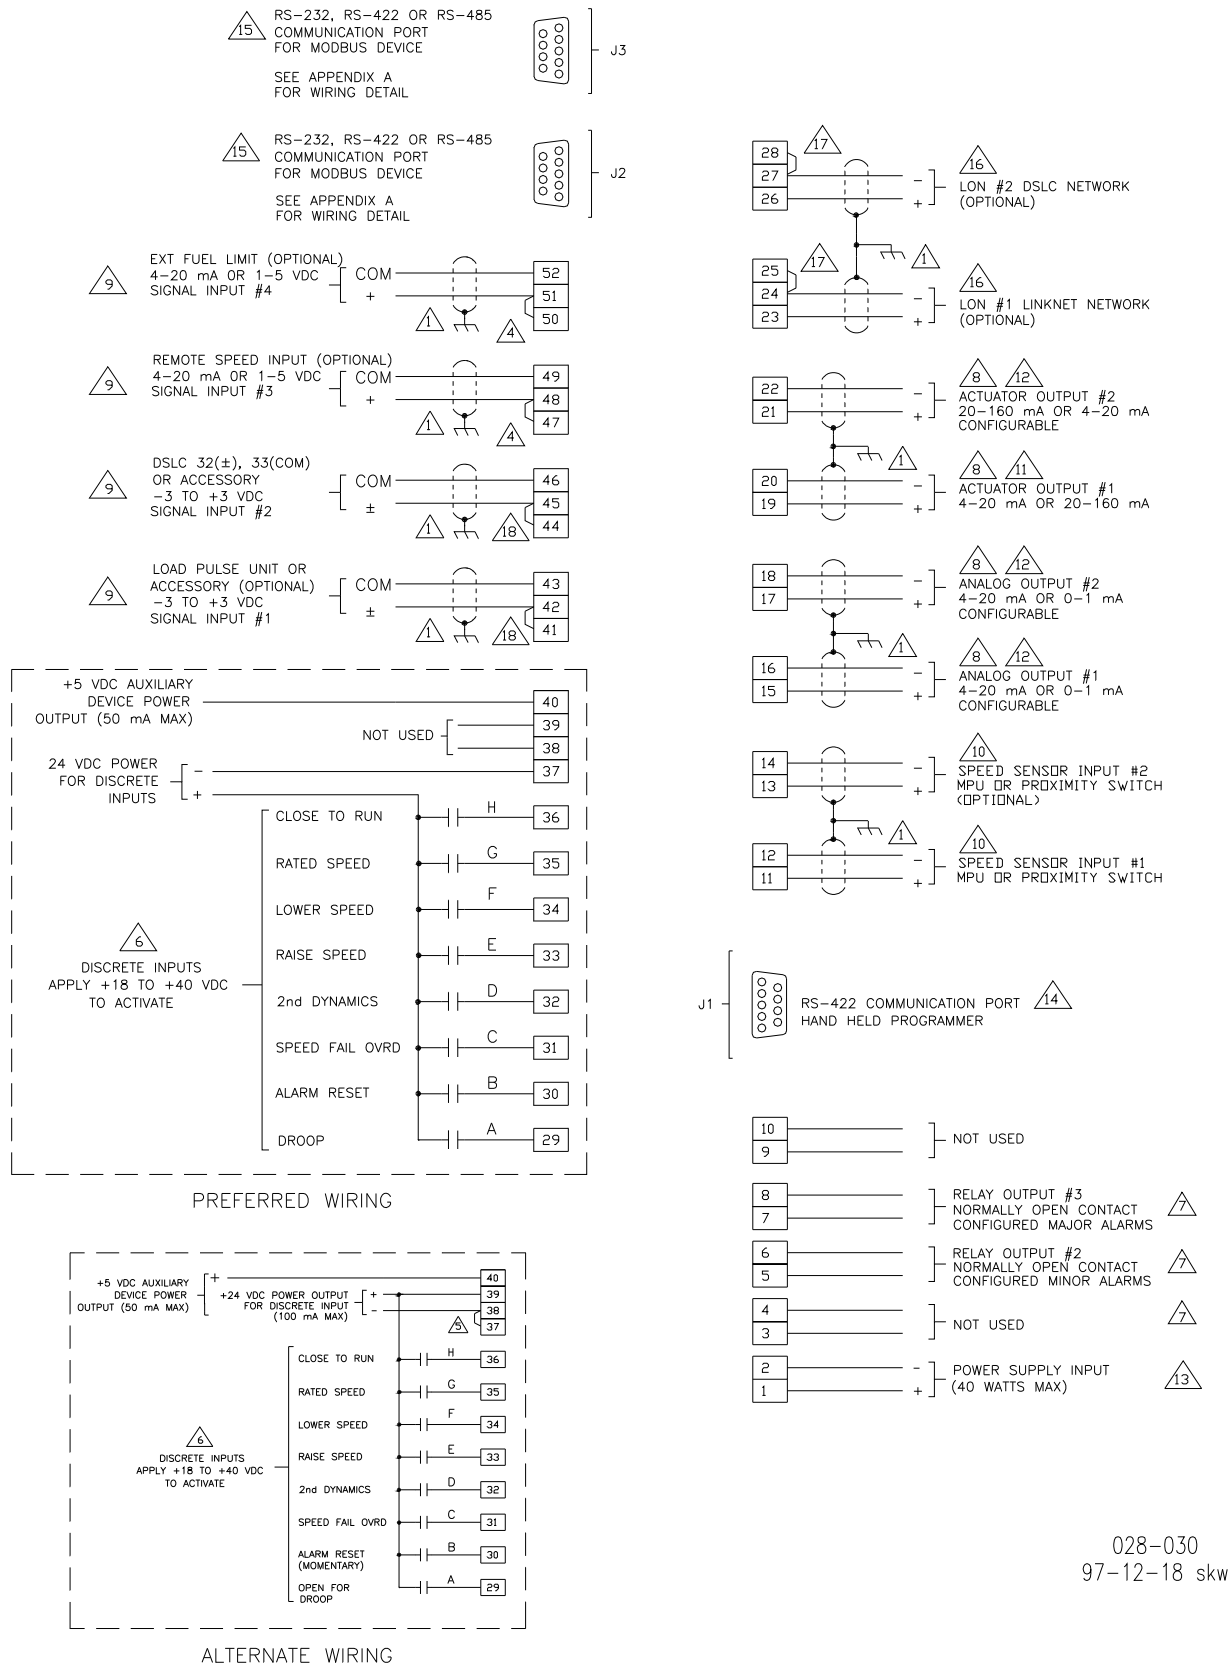 15
RS-232, RS-422 OR RS-485
COMMUNICATION PORT
FOR MODBUS DEVICE
SEE APPENDIX A
FOR WIRING DETAIL
J3
15
RS-232, RS-422 OR RS-485
COMMUNICATION PORT
FOR MODBUS DEVICE
SEE APPENDIX A
FOR WIRING DETAIL
J2
9
EXT FUEL LIMIT (OPTIONAL)
4-20 mA OR 1-5 VDC
SIGNAL INPUT #4
COM
+
1
4
52
51
50
9
REMOTE SPEED INPUT (OPTIONAL)
4-20 mA OR 1-5 VDC
SIGNAL INPUT #3
COM
+
1
4
49
48
47
9
DSLC 32(±), 33(COM)
OR ACCESSORY
-3 TO +3 VDC
SIGNAL INPUT #2
COM
±
1
18
46
45
44
9
LOAD PULSE UNIT OR
ACCESSORY (OPTIONAL)
-3 TO +3 VDC
SIGNAL INPUT #1
COM
±
1
18
43
42
41
+5 VDC AUXILIARY
DEVICE POWER
OUTPUT (50 mA MAX)
40
NOT USED
39
38
24 VDC POWER
FOR DISCRETE
INPUTS
-
+
37
6
DISCRETE INPUTS
APPLY +18 TO +40 VDC
TO ACTIVATE
CLOSE TO RUN
H
36
RATED SPEED
G
35
LOWER SPEED
F
34
RAISE SPEED
E
33
2nd DYNAMICS
D
32
SPEED FAIL OVRD
C
31
ALARM RESET
B
30
DROOP
A
29
PREFERRED WIRING
+5 VDC AUXILIARY
DEVICE POWER
OUTPUT (50 mA MAX)
+
40
+24 VDC POWER OUTPUT
FOR DISCRETE INPUT
(100 mA MAX)
+
-
39
38
5
37
6
DISCRETE INPUTS
APPLY +18 TO +40 VDC
TO ACTIVATE
CLOSE TO RUN
H
36
RATED SPEED
G
35
LOWER SPEED
F
34
RAISE SPEED
E
33
2nd DYNAMICS
D
32
SPEED FAIL OVRD
C
31
ALARM RESET
(MOMENTARY)
B
30
OPEN FOR
DROOP
A
29
ALTERNATE WIRING
28
27
26
17
-
+
16
LON #2 DSLC NETWORK
(OPTIONAL)
1
25
24
23
17
-
+
16
LON #1 LINKNET NETWORK
(OPTIONAL)
22
21
-
+
8
12
ACTUATOR OUTPUT #2
20-160 mA OR 4-20 mA
CONFIGURABLE
1
20
19
-
+
8
11
ACTUATOR OUTPUT #1
4-20 mA OR 20-160 mA
18
17
-
+
8
12
ANALOG OUTPUT #2
4-20 mA OR 0-1 mA
CONFIGURABLE
1
16
15
-
+
8
12
ANALOG OUTPUT #1
4-20 mA OR 0-1 mA
CONFIGURABLE
14
13
-
+
10
SPEED SENSOR INPUT #2
MPU OR PROXIMITY SWITCH
(OPTIONAL)
1
12
11
-
+
10
SPEED SENSOR INPUT #1
MPU OR PROXIMITY SWITCH
J1
RS-422 COMMUNICATION PORT
HAND HELD PROGRAMMER
14
10
9
NOT USED
8
7
RELAY OUTPUT #3
NORMALLY OPEN CONTACT
CONFIGURED MAJOR ALARMS
7
6
5
RELAY OUTPUT #2
NORMALLY OPEN CONTACT
CONFIGURED MINOR ALARMS
7
4
3
NOT USED
7
2
1
-
+
POWER SUPPLY INPUT
(40 WATTS MAX)
13
028-030
97-12-18 skw